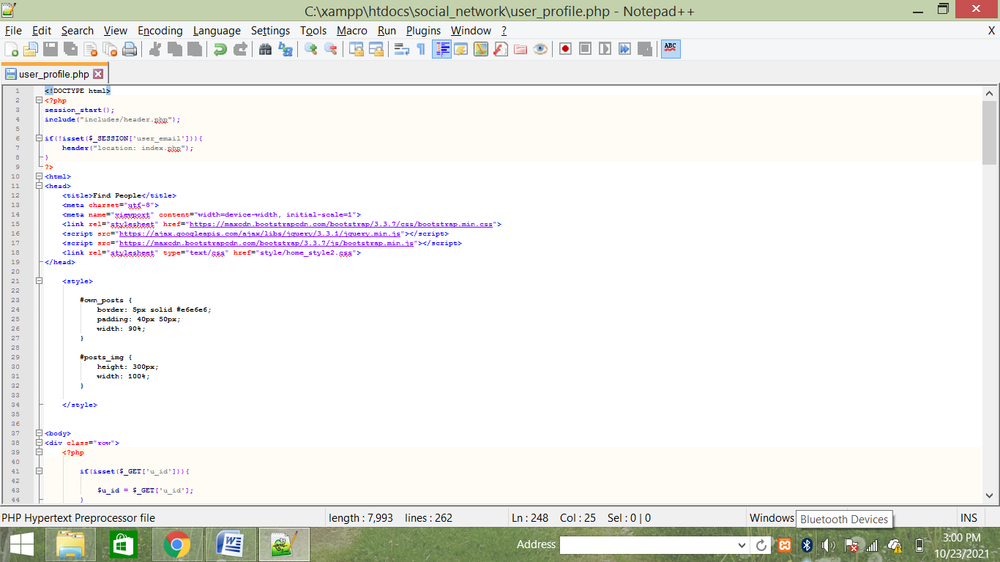 C:\xampp\htdocs\social_network\user_profile.php - Notepad++
File Edit Search View Encoding Language Settings Tools Macro Run Plugins Window ? X
ABC
user_profile.php
1 <!DOCTYPE html>
2 <?php
3 session_start();
4 include("includes/header.php");
5
6 if(!isset($_SESSION['user_email'])){
7 header("location: index.php");
8 }
9 ?>
10 <html>
11 <head>
12 <title>Find People</title>
13 <meta charset="utf-8">
14 <meta name="viewport" content="width=device-width, initial-scale=1">
15 <link rel="stylesheet" href="https://maxcdn.bootstrapcdn.com/bootstrap/3.3.7/css/bootstrap.min.css">
16 <script src="https://ajax.googleapis.com/ajax/libs/jquery/3.3.1/jquery.min.js"></script>
17 <script src="https://maxcdn.bootstrapcdn.com/bootstrap/3.3.7/js/bootstrap.min.js"></script>
18 <link rel="stylesheet" type="text/css" href="style/home_style2.css">
19 </head>
20
21 <style>
22
23 #own_posts {
24 border: 5px solid #e6e6e6;
25 padding: 40px 50px;
26 width: 90%;
27 }
28
29 #posts_img {
30 height: 300px;
31 width: 100%;
32 }
33
34 </style>
35
36
37 <body>
38 <div class="row">
39 <?php
40
41 if(isset($_GET['u_id'])){
42
43 $u_id = $_GET['u_id'];
44 }
PHP Hypertext Preprocessor file length : 7,993 lines : 262 Ln : 248 Col : 25 Sel : 0 | 0 Windows INS
Bluetooth Devices
Address
3:00 PM
10/23/2021